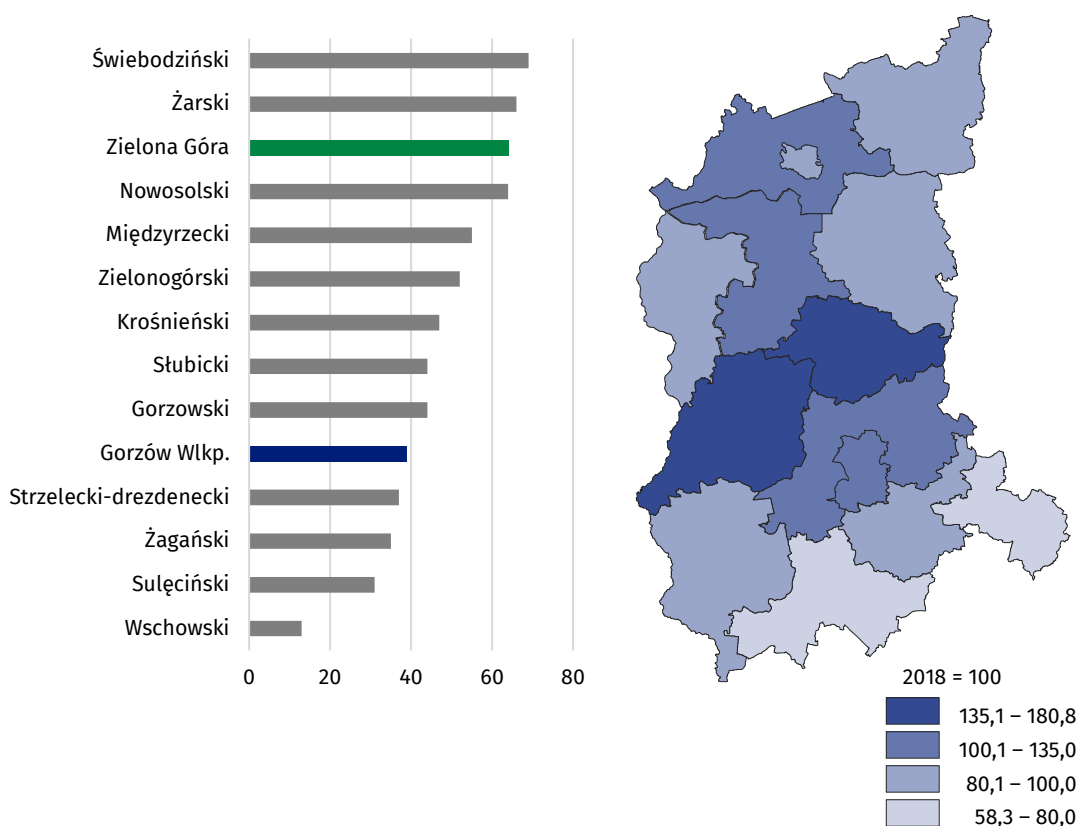 Świebodziński
Żarski
Zielona Góra
Nowosolski
Międzyrzecki
Zielonogórski
Krośnieński
Słubicki
Gorzowski
Gorzów Wlkp.
Strzelecki-drezdenecki
Żagański
Sulęciński
Wschowski
0 20 40 60 80
2018 = 100
135,1 – 180,8
100,1 – 135,0
80,1 – 100,0
58,3 – 80,0